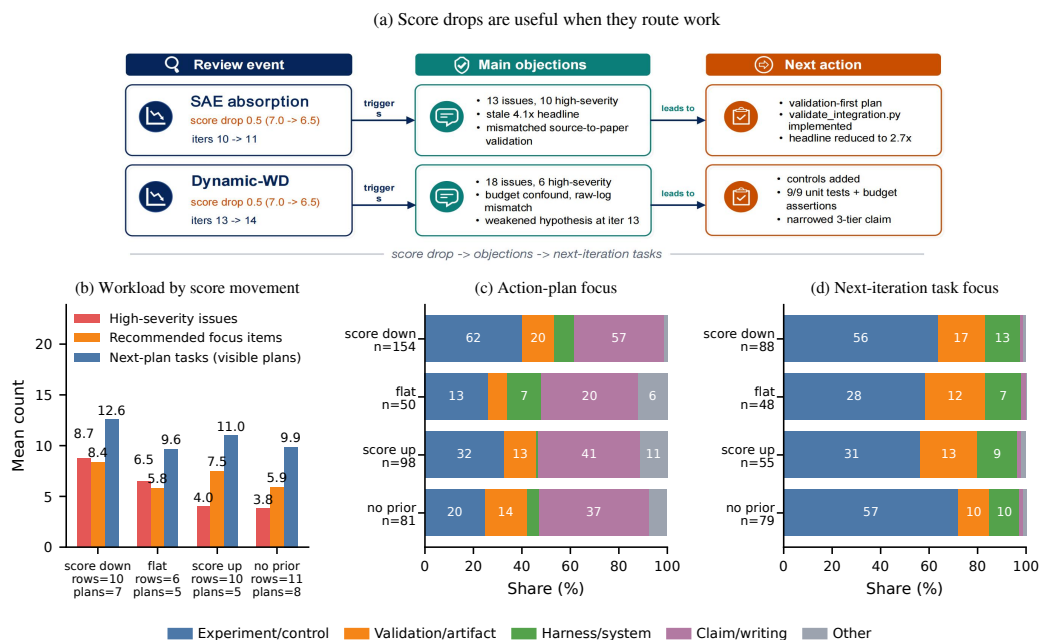 (a) Score drops are useful when they route work
Review event
Main objections
Next action
SAE absorption
score drop 0.5 (7.0 -> 6.5)
iters 10 -> 11
trigger
s
• 13 issues, 10 high-severity
• stale 4.1x headline
• mismatched source-to-paper
validation
leads to
• validation-first plan
• validate_integration.py
implemented
• headline reduced to 2.7x
Dynamic-WD
score drop 0.5 (7.0 -> 6.5)
iters 13 -> 14
trigger
s
• 18 issues, 6 high-severity
• budget confound, raw-log
mismatch
• weakened hypothesis at iter 13
leads to
• controls added
• 9/9 unit tests + budget
assertions
• narrowed 3-tier claim
score drop -> objections -> next-iteration tasks
(b) Workload by score movement
High-severity issues
Recommended focus items
Next-plan tasks (visible plans)
Mean count
20
15
10
5
0
8.7
8.4
12.6
6.5
5.8
9.6
4.0
7.5
11.0
3.8
5.9
9.9
score down
rows=10
plans=7
flat
rows=6
plans=5
score up
rows=10
plans=5
no prior
rows=11
plans=8
(c) Action-plan focus
score down
n=154
62
20
57
flat
n=50
13
7
20
6
score up
n=98
32
13
41
11
no prior
n=81
20
14
37
0
20
40
60
80
100
Share (%)
(d) Next-iteration task focus
score down
n=88
56
17
13
flat
n=48
28
12
7
score up
n=55
31
13
9
no prior
n=79
57
10
10
0
20
40
60
80
100
Share (%)
Experiment/control
Validation/artifact
Harness/system
Claim/writing
Other